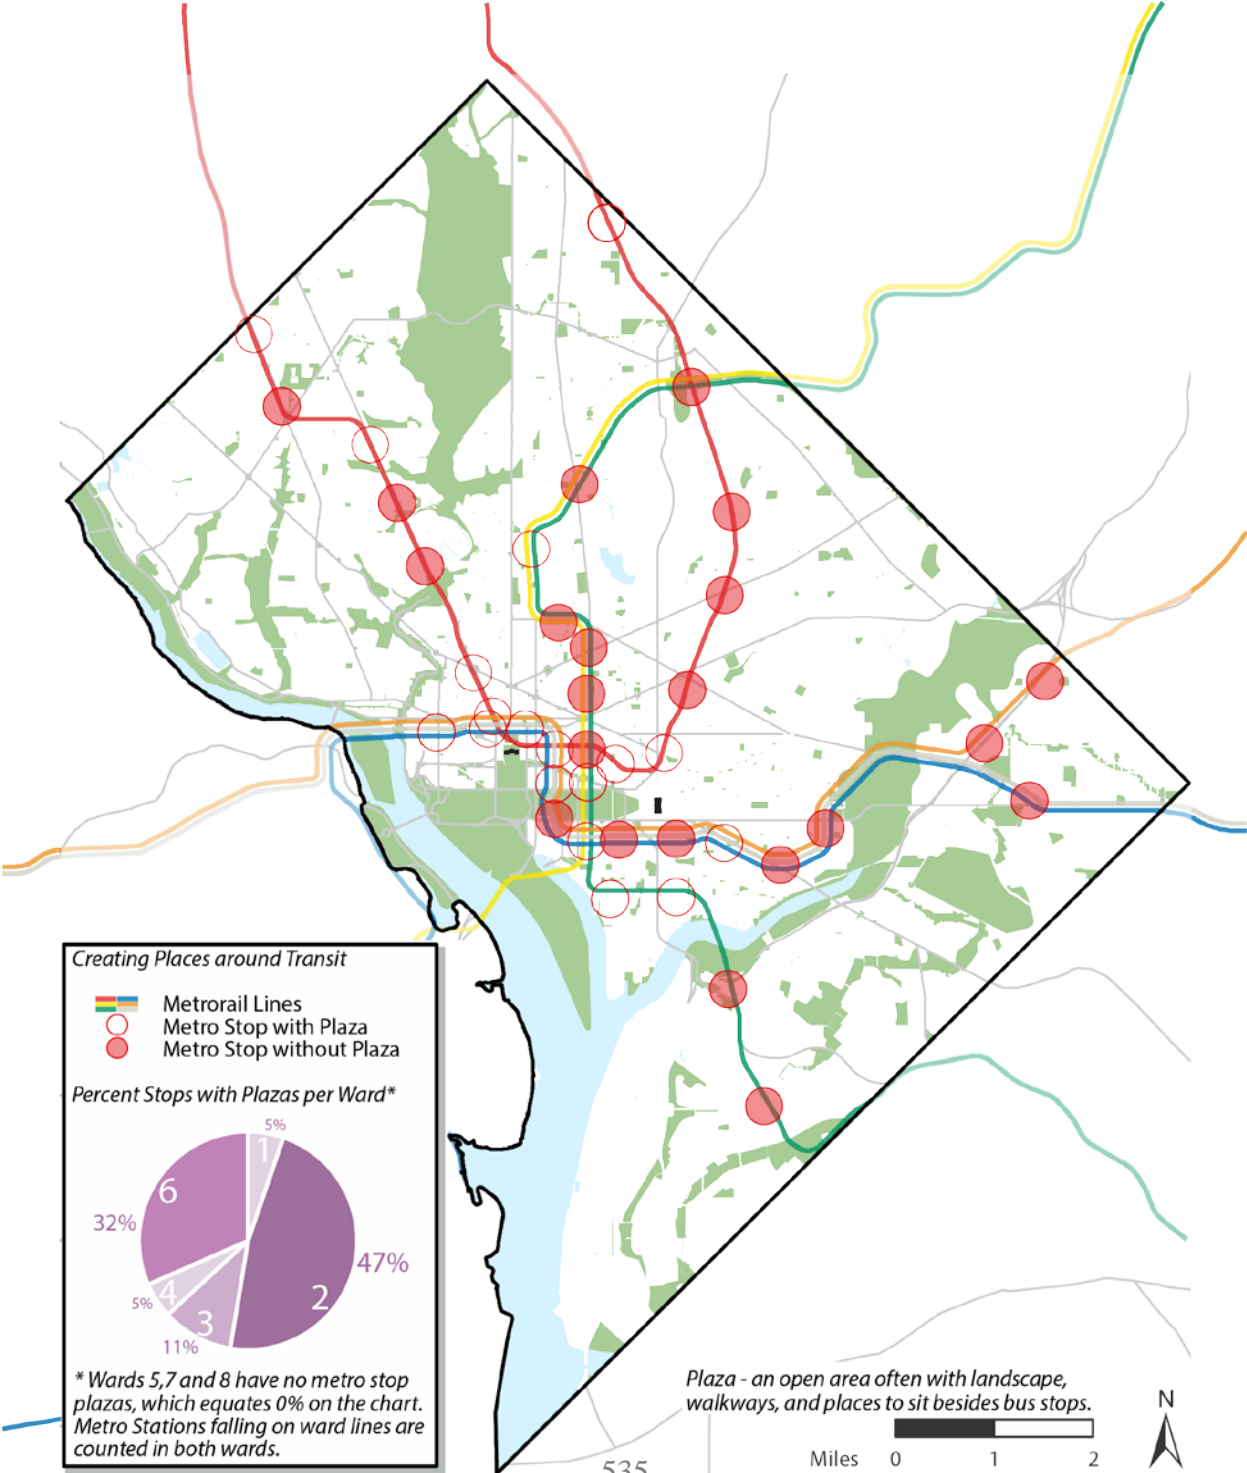 Creating Places around Transit
Metrorail Lines
Metro Stop with Plaza
Metro Stop without Plaza
Percent Stops with Plazas per Ward*
5%
1
6
32%
47%
2
4
5%
3
11%
* Wards 5,7 and 8 have no metro stop
plazas, which equates 0% on the chart.
Metro Stations falling on ward lines are
counted in both wards.
Plaza - an open area often with landscape,
walkways, and places to sit besides bus stops.
N
Miles 0 1 2
535